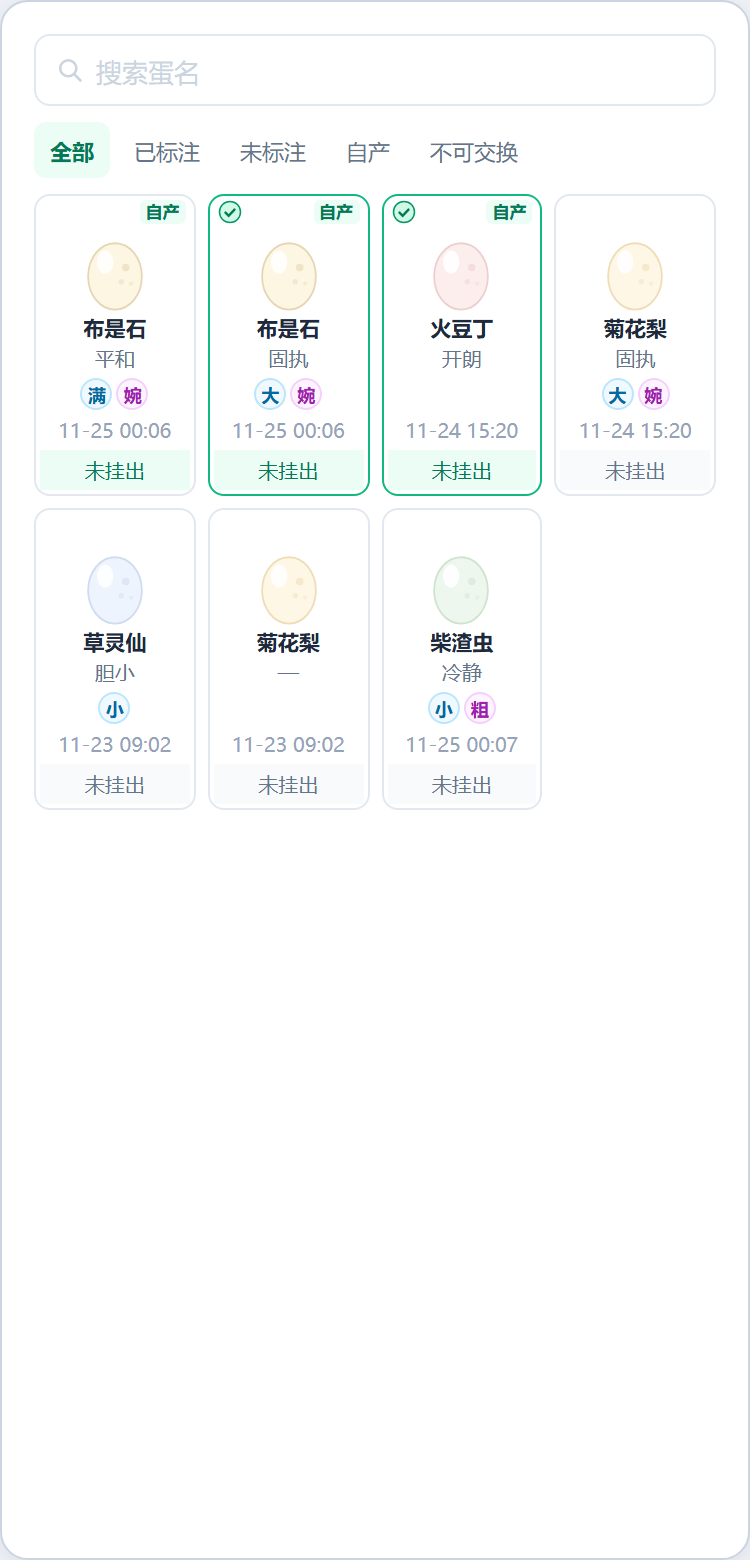 搜索蛋名
全部 已标注 未标注 自产 不可交换
自产
布是石
平和
满 婉
11-25 00:06
未挂出
自产
布是石
固执
大 婉
11-25 00:06
未挂出
自产
火豆丁
开朗
11-24 15:20
未挂出
菊花梨
固执
大 婉
11-24 15:20
未挂出
草灵仙
胆小
小
11-23 09:02
未挂出
菊花梨
—
11-23 09:02
未挂出
柴渣虫
冷静
小 粗
11-25 00:07
未挂出